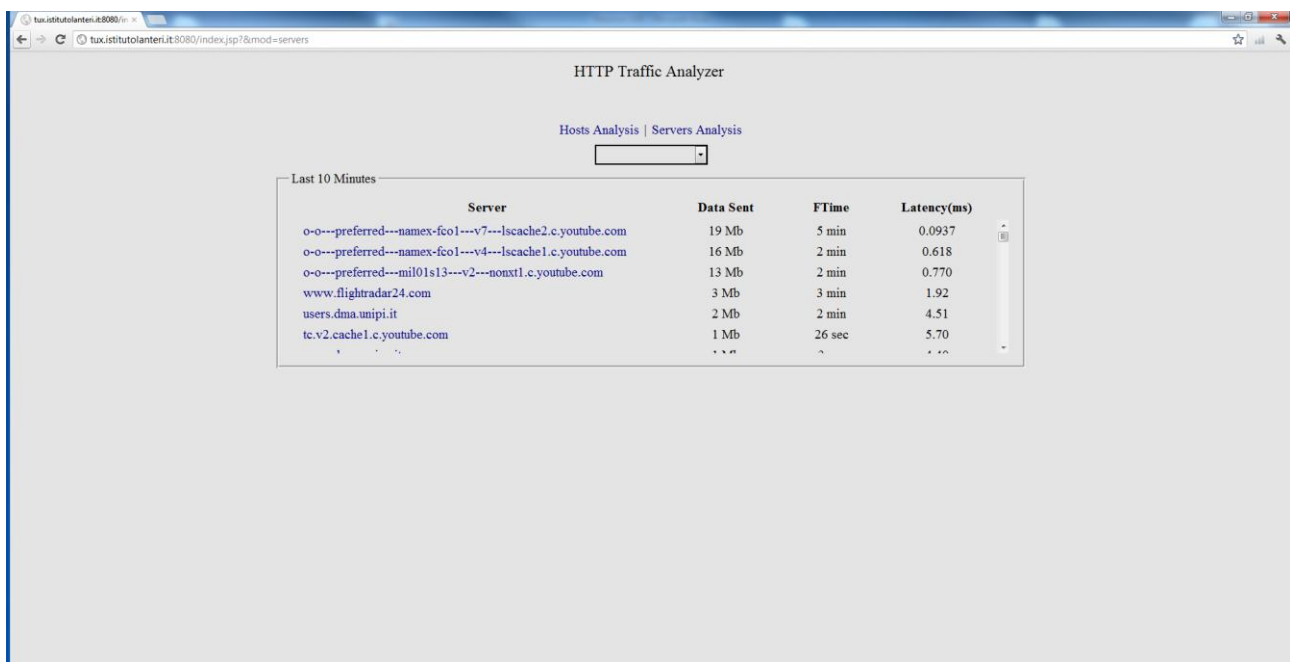 tux.istitutolanteri.it:8080/in
tux.istitutolanteri.it:8080/index.jsp?&mod=servers
HTTP Traffic Analyzer
Hosts Analysis | Servers Analysis
Last 10 Minutes
Server Data Sent FTime Latency(ms)
o-o---preferred---namex-fco1---v7---lscache2.c.youtube.com 19 Mb 5 min 0.0937
o-o---preferred---namex-fco1---v4---lscache1.c.youtube.com 16 Mb 2 min 0.618
o-o---preferred---mil01s13---v2---nonxt1.c.youtube.com 13 Mb 2 min 0.770
www.flightradar24.com 3 Mb 3 min 1.92
users.dma.unipi.it 2 Mb 2 min 4.51
tc.v2.cache1.c.youtube.com 1 Mb 26 sec 5.70